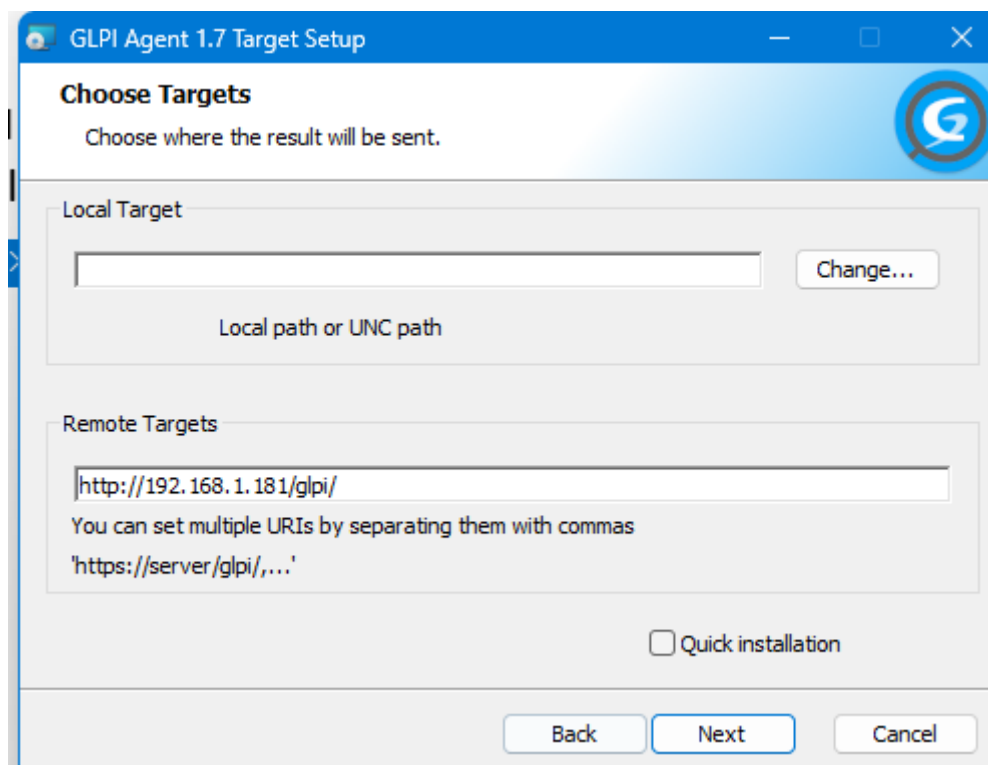 GLPI Agent 1.7 Target Setup
Choose Targets
Choose where the result will be sent.
Local Target
Change...
Local path or UNC path
Remote Targets
http://192.168.1.181/glpi/
You can set multiple URIs by separating them with commas
'https://server/glpi/,...'
Quick installation
Back Next Cancel